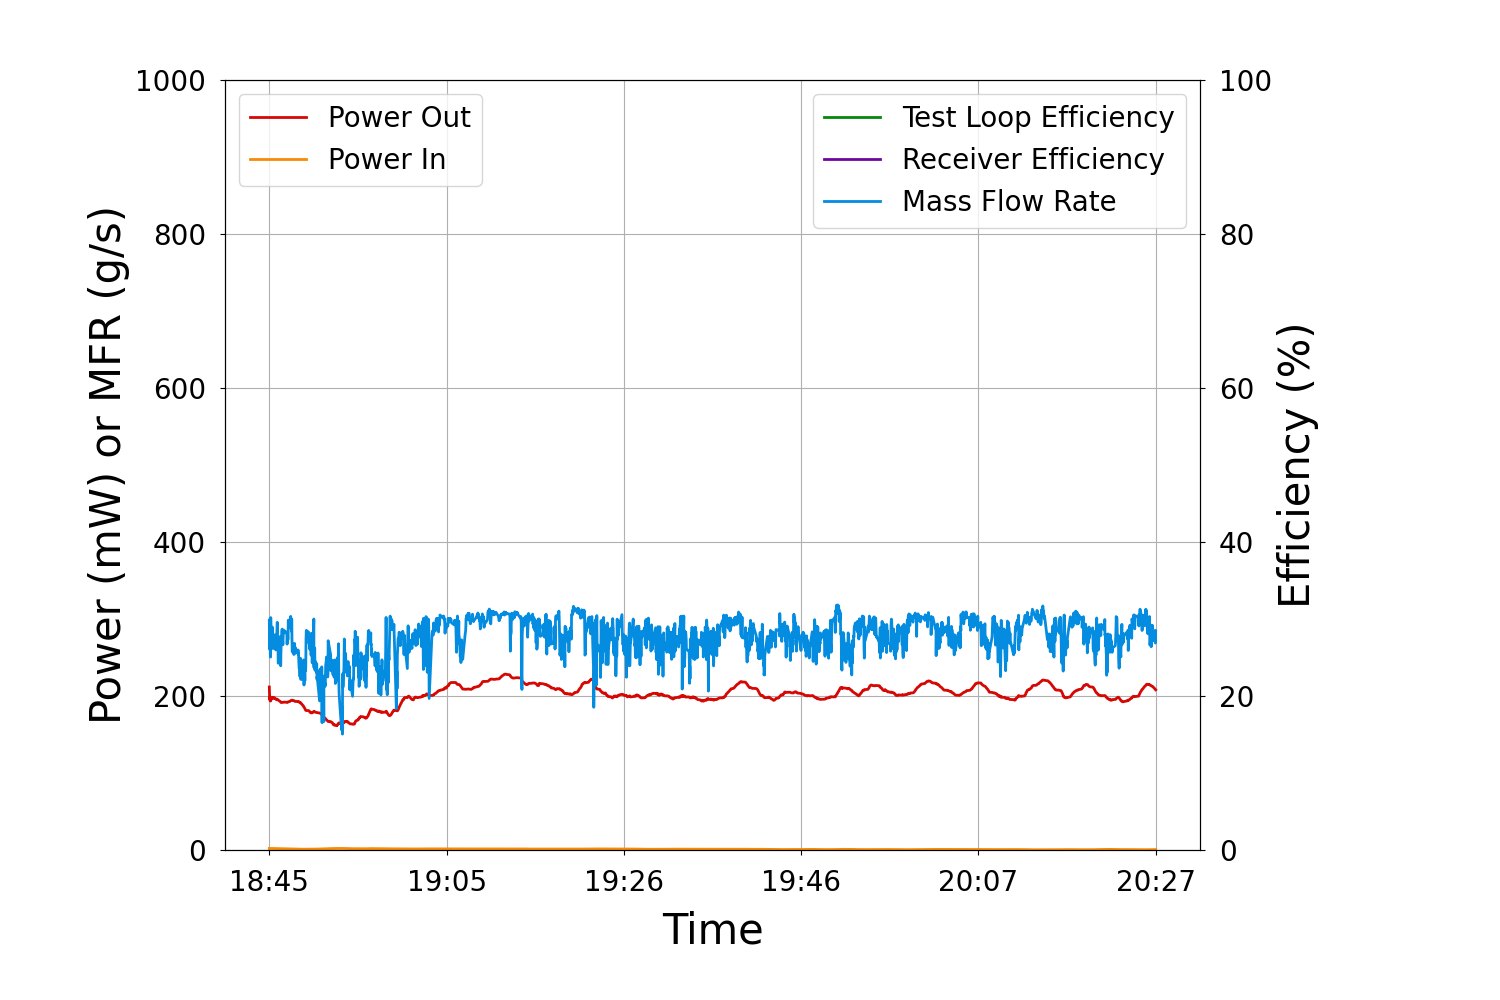 1000
800
600
400
200
0
Power (mW) or MFR (g/s)
Power Out
Power In
Test Loop Efficiency
Receiver Efficiency
Mass Flow Rate
100
80
60
40
20
0
Efficiency (%)
18:45 19:05 19:26 19:46 20:07 20:27
Time